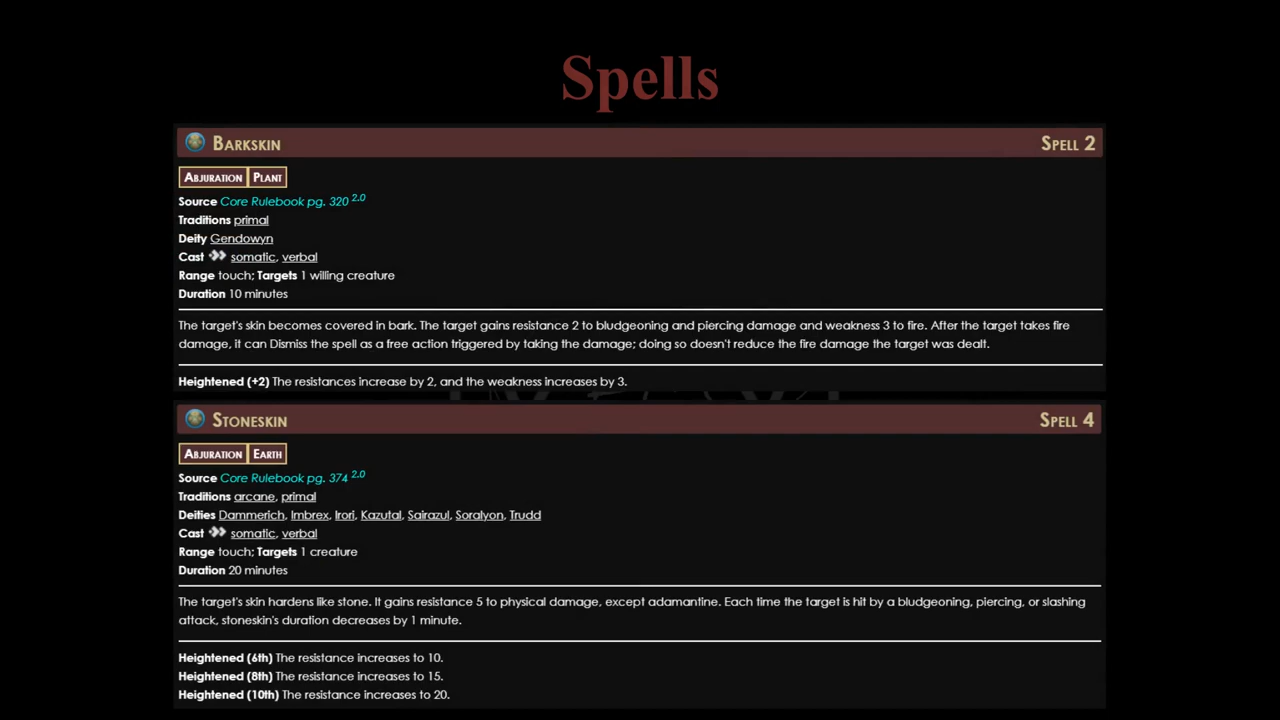 Spells
BARKSKIN SPELL 2
ABJURATION PLANT
Source Core Rulebook pg. 320 2.0
Traditions primal
Deity Gendowyn
Cast somatic, verbal
Range touch; Targets 1 willing creature
Duration 10 minutes
The target's skin becomes covered in bark. The target gains resistance 2 to bludgeoning and piercing damage and weakness 3 to fire. After the target takes fire
damage, it can Dismiss the spell as a free action triggered by taking the damage; doing so doesn't reduce the fire damage the target was dealt.
Heightened (+2) The resistances increase by 2, and the weakness increases by 3.
STONESKIN SPELL 4
ABJURATION EARTH
Source Core Rulebook pg. 374 2.0
Traditions arcane, primal
Deities Dammerich, Imbrex, Irori, Kazutal, Sairazul, Soralyon, Trudd
Cast somatic, verbal
Range touch; Targets 1 creature
Duration 20 minutes
The target's skin hardens like stone. It gains resistance 5 to physical damage, except adamantine. Each time the target is hit by a bludgeoning, piercing, or slashing
attack, stoneskin's duration decreases by 1 minute.
Heightened (6th) The resistance increases to 10.
Heightened (8th) The resistance increases to 15.
Heightened (10th) The resistance increases to 20.